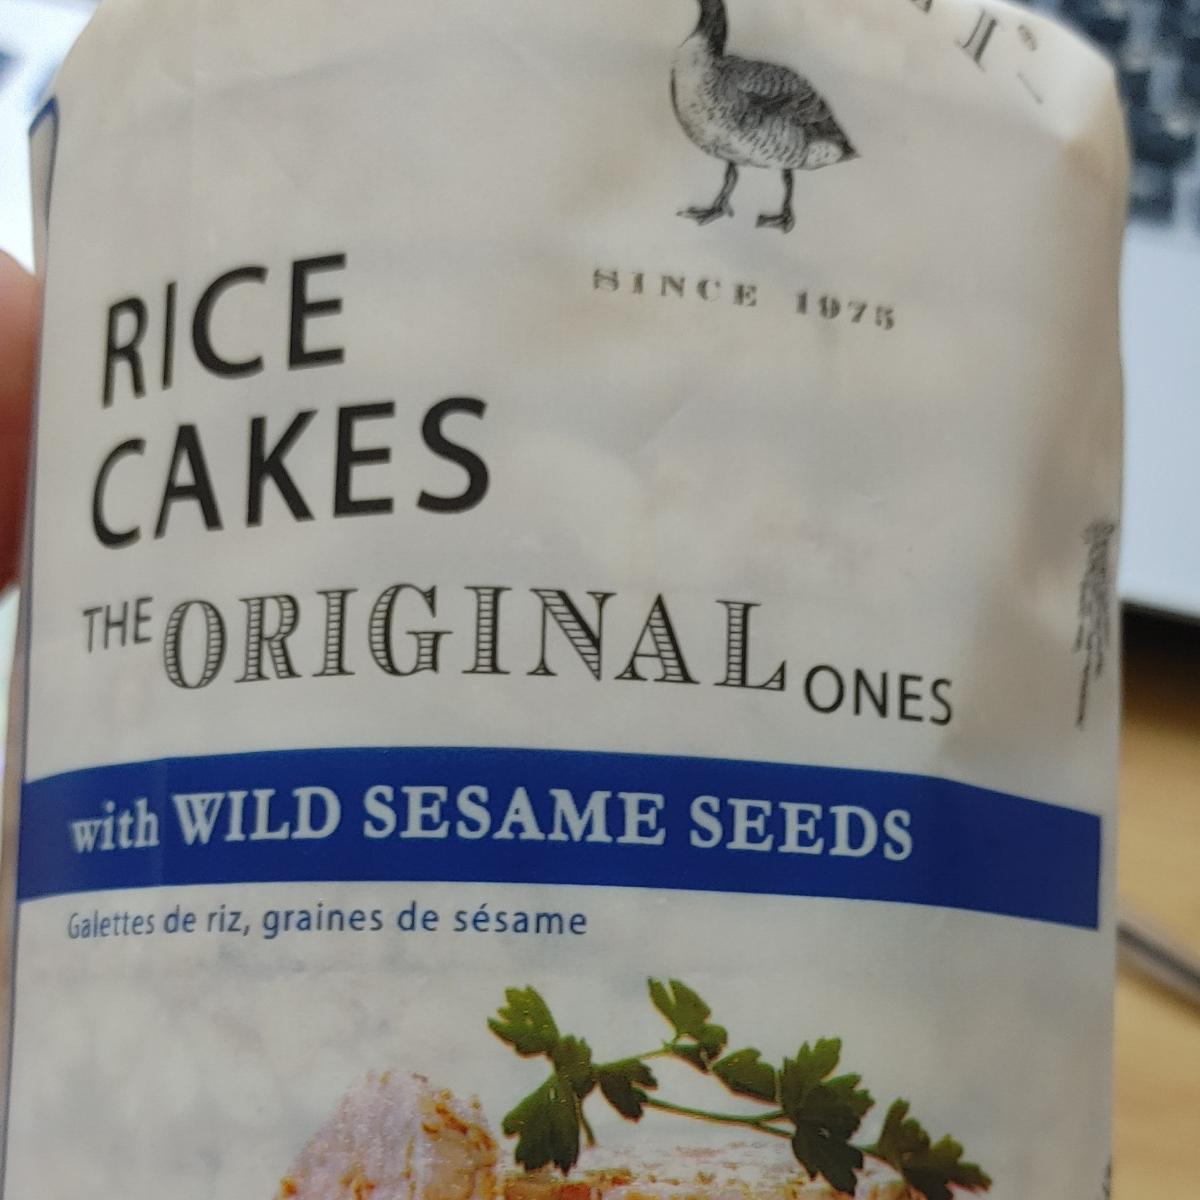 SINCE 1975
RICE
CAKES
THE ORIGINAL ONES
with WILD SESAME SEEDS
Galettes de riz, graines de sésame